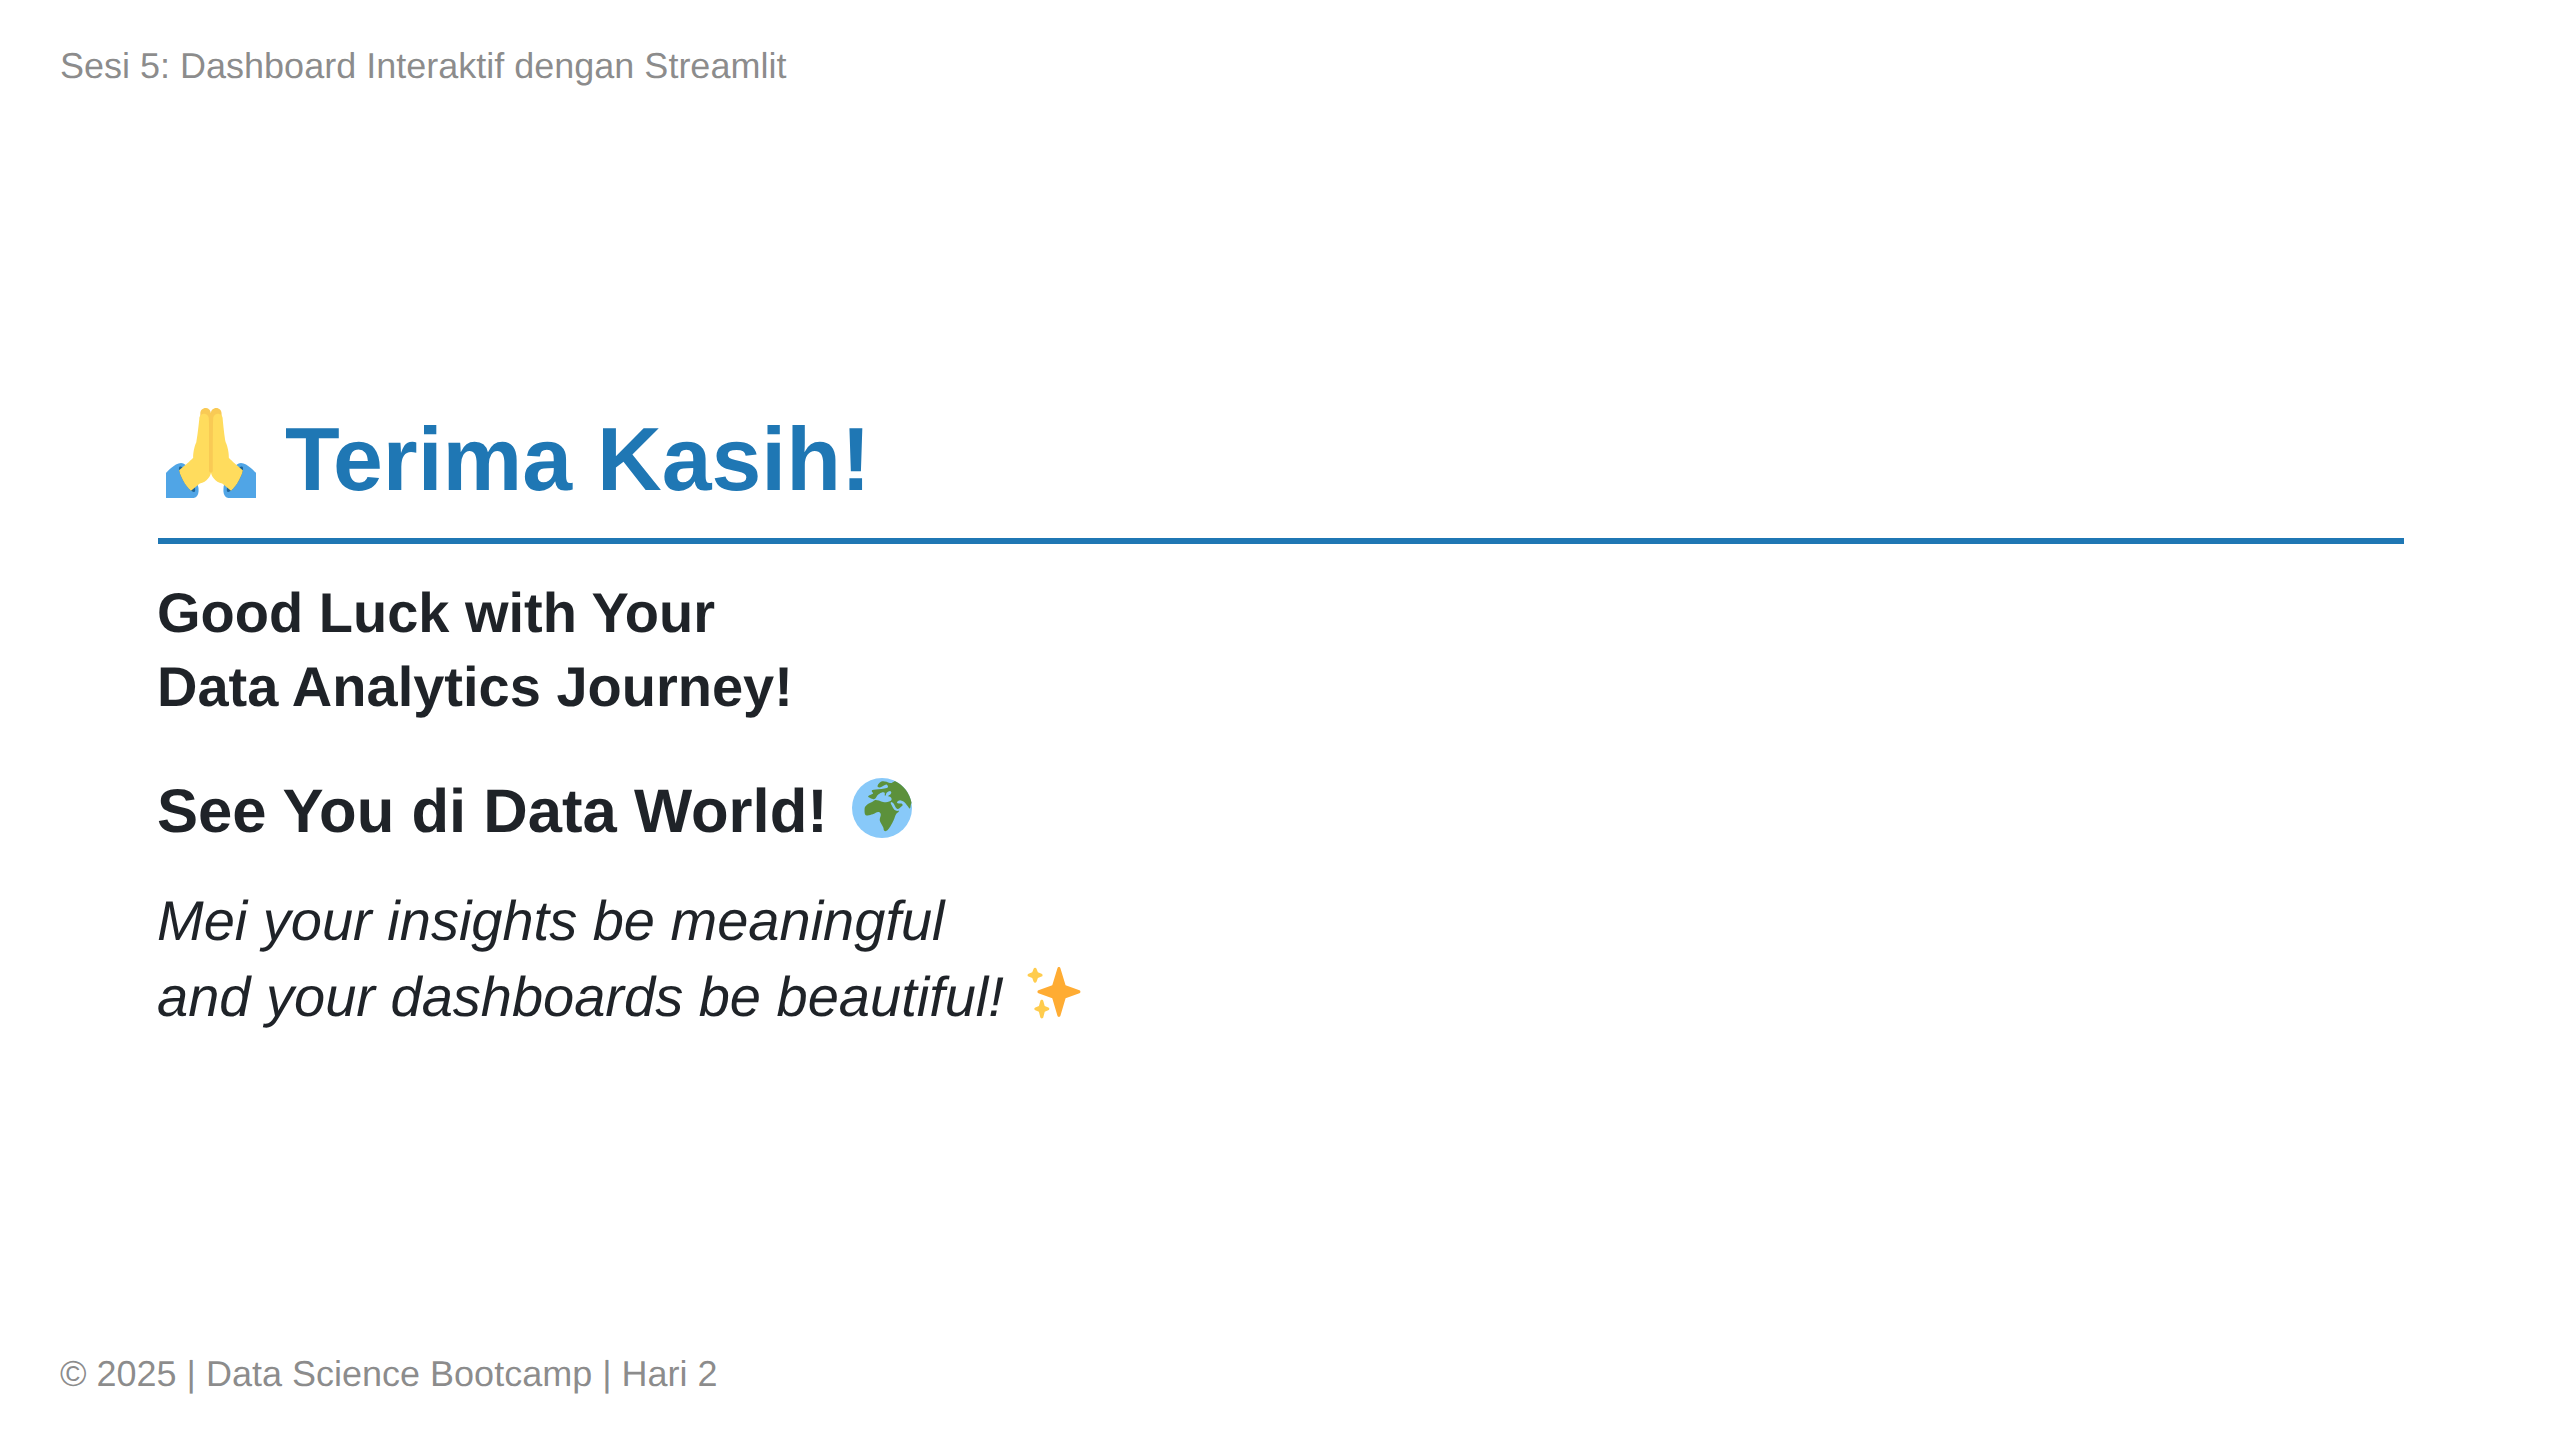 Sesi 5: Dashboard Interaktif dengan Streamlit
🙏 Terima Kasih!
Good Luck with Your
Data Analytics Journey!
See You di Data World! 🌍
Mei your insights be meaningful
and your dashboards be beautiful! ✨
© 2025 | Data Science Bootcamp | Hari 2